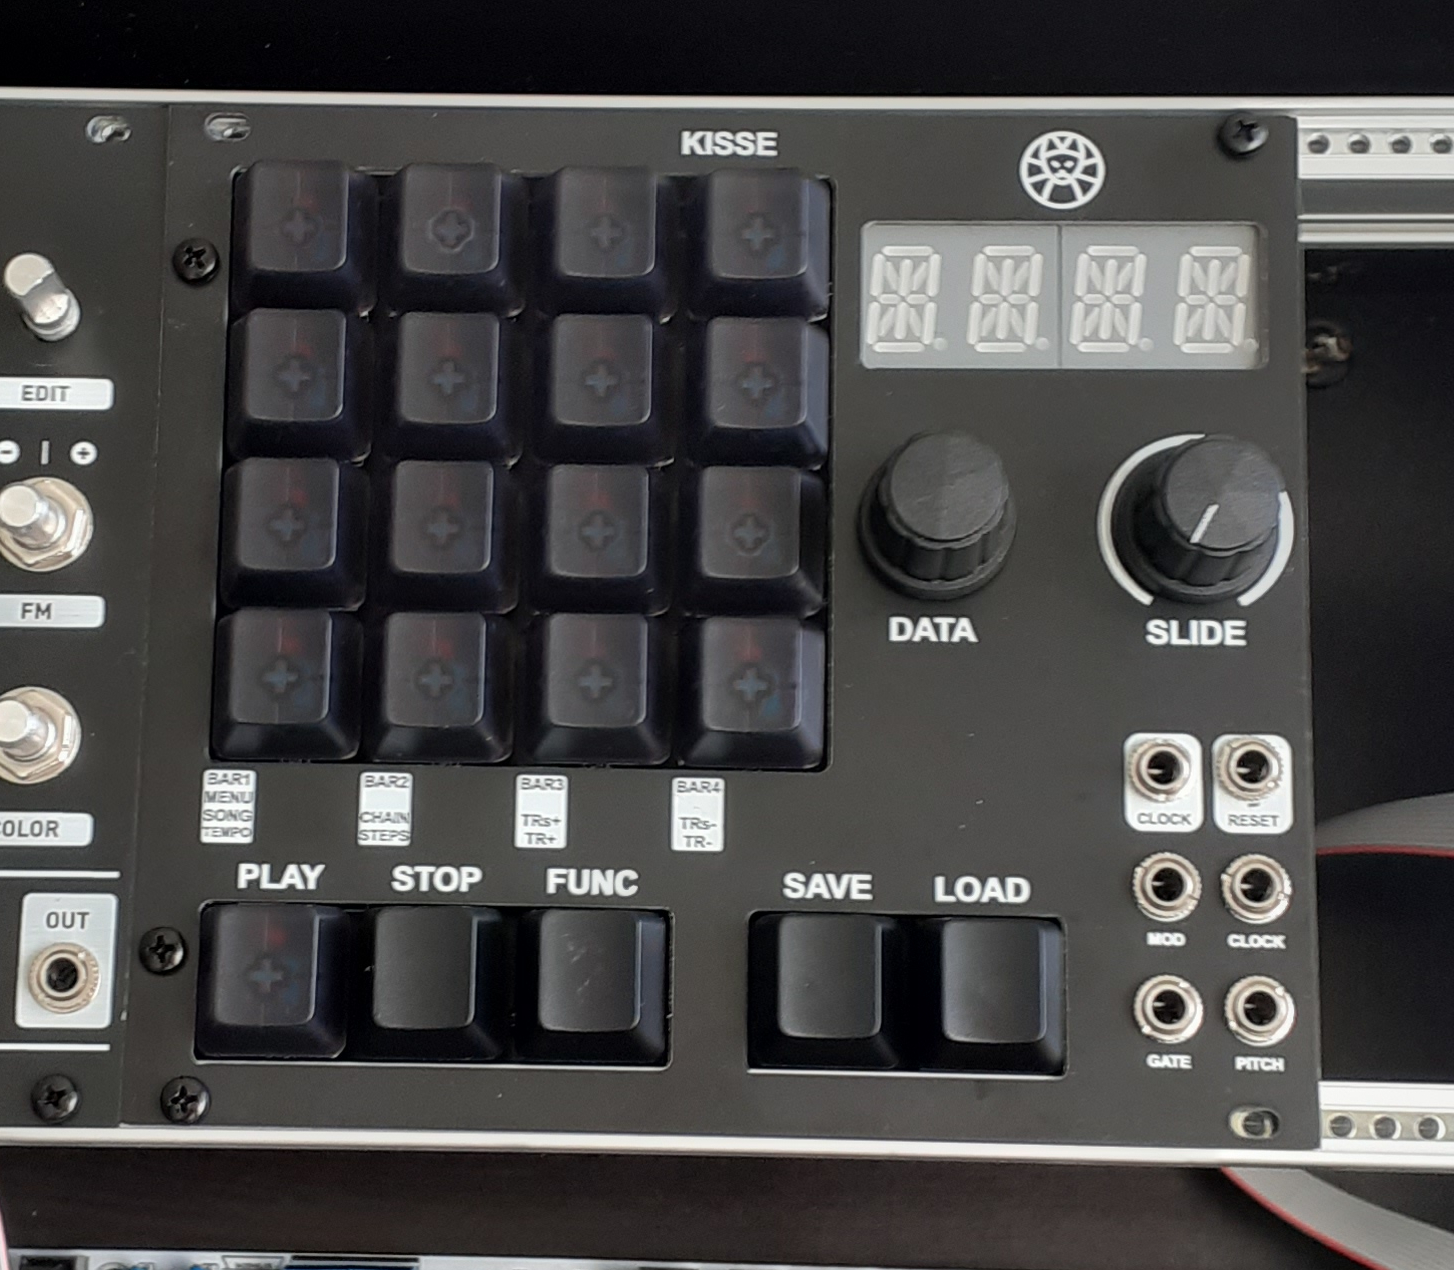 KISSE
EDIT
FM
DATA
SLIDE
BAR1
MENU
SONG
TEMPO
BAR2
CHAIN
STEPS
BAR3
TRs+
TR+
BAR4
TRs-
TR-
CLOCK
RESET
PLAY
STOP
FUNC
SAVE
LOAD
OUT
MOD
CLOCK
GATE
PITCH
OLOR